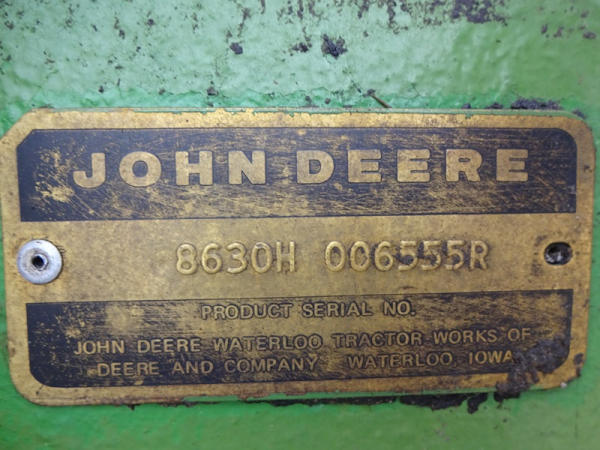 JOHN DEERE
8630H 006555R
PRODUCT SERIAL NO.
JOHN DEERE WATERLOO TRACTOR WORKS OF
DEERE AND COMPANY WATERLOO IOWA